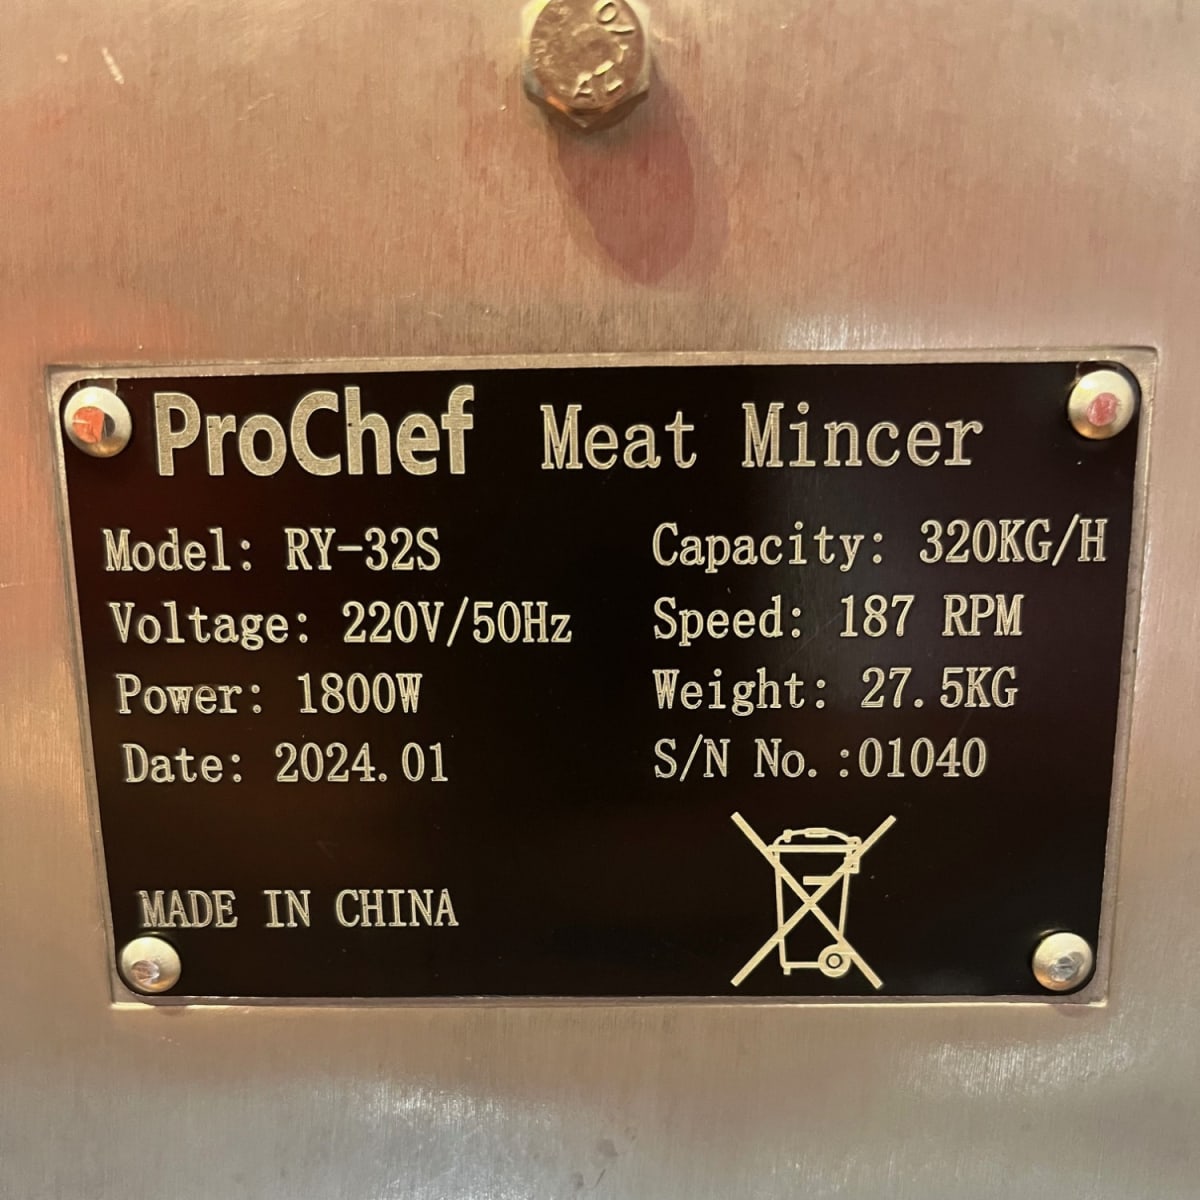 ProChef Meat Mincer
Model: RY-32S
Capacity: 320KG/H
Voltage: 220V/50Hz
Speed: 187 RPM
Power: 1800W
Weight: 27.5KG
Date: 2024.01
S/N No.:01040
MADE IN CHINA